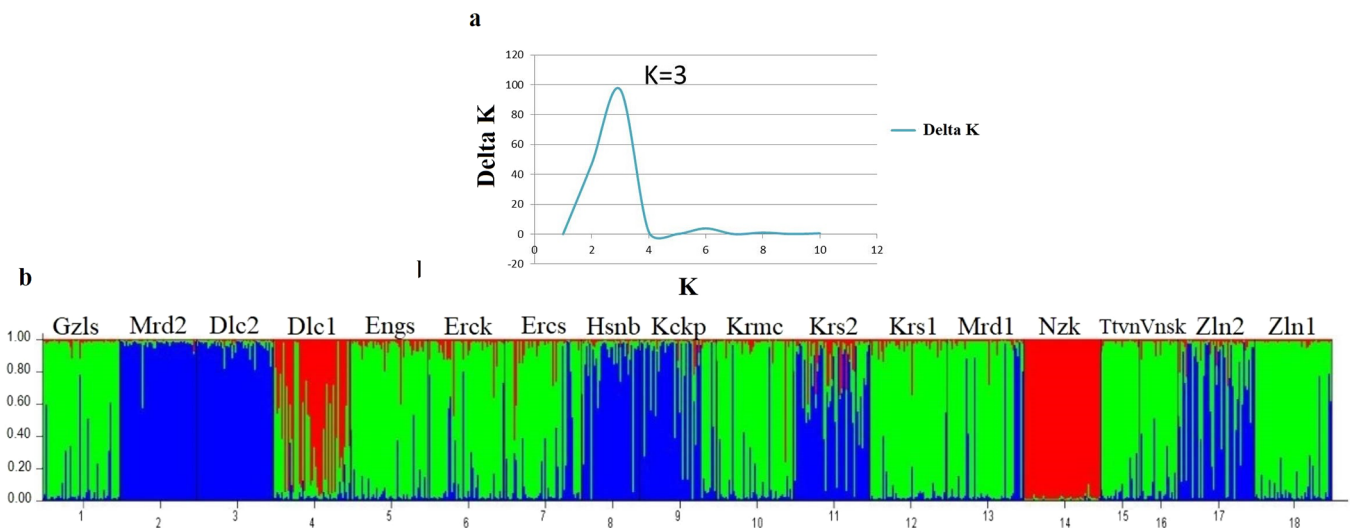 a
120
100
80
60
40
20
0
-20
0 2 4 6 8 10 12
K=3
Delta K
Delta K
K
b
Gzls Mrd2 Dlc2 Dlc1 Engs Erck Ercs Hsnb Kckp Krmc Krs2 Krs1 Mrd1 Nzk TtvnVnsk Zln2 Zln1
1.00
0.80
0.60
0.40
0.20
0.00
1 2 3 4 5 6 7 8 9 10 11 12 13 14 15 16 17 18